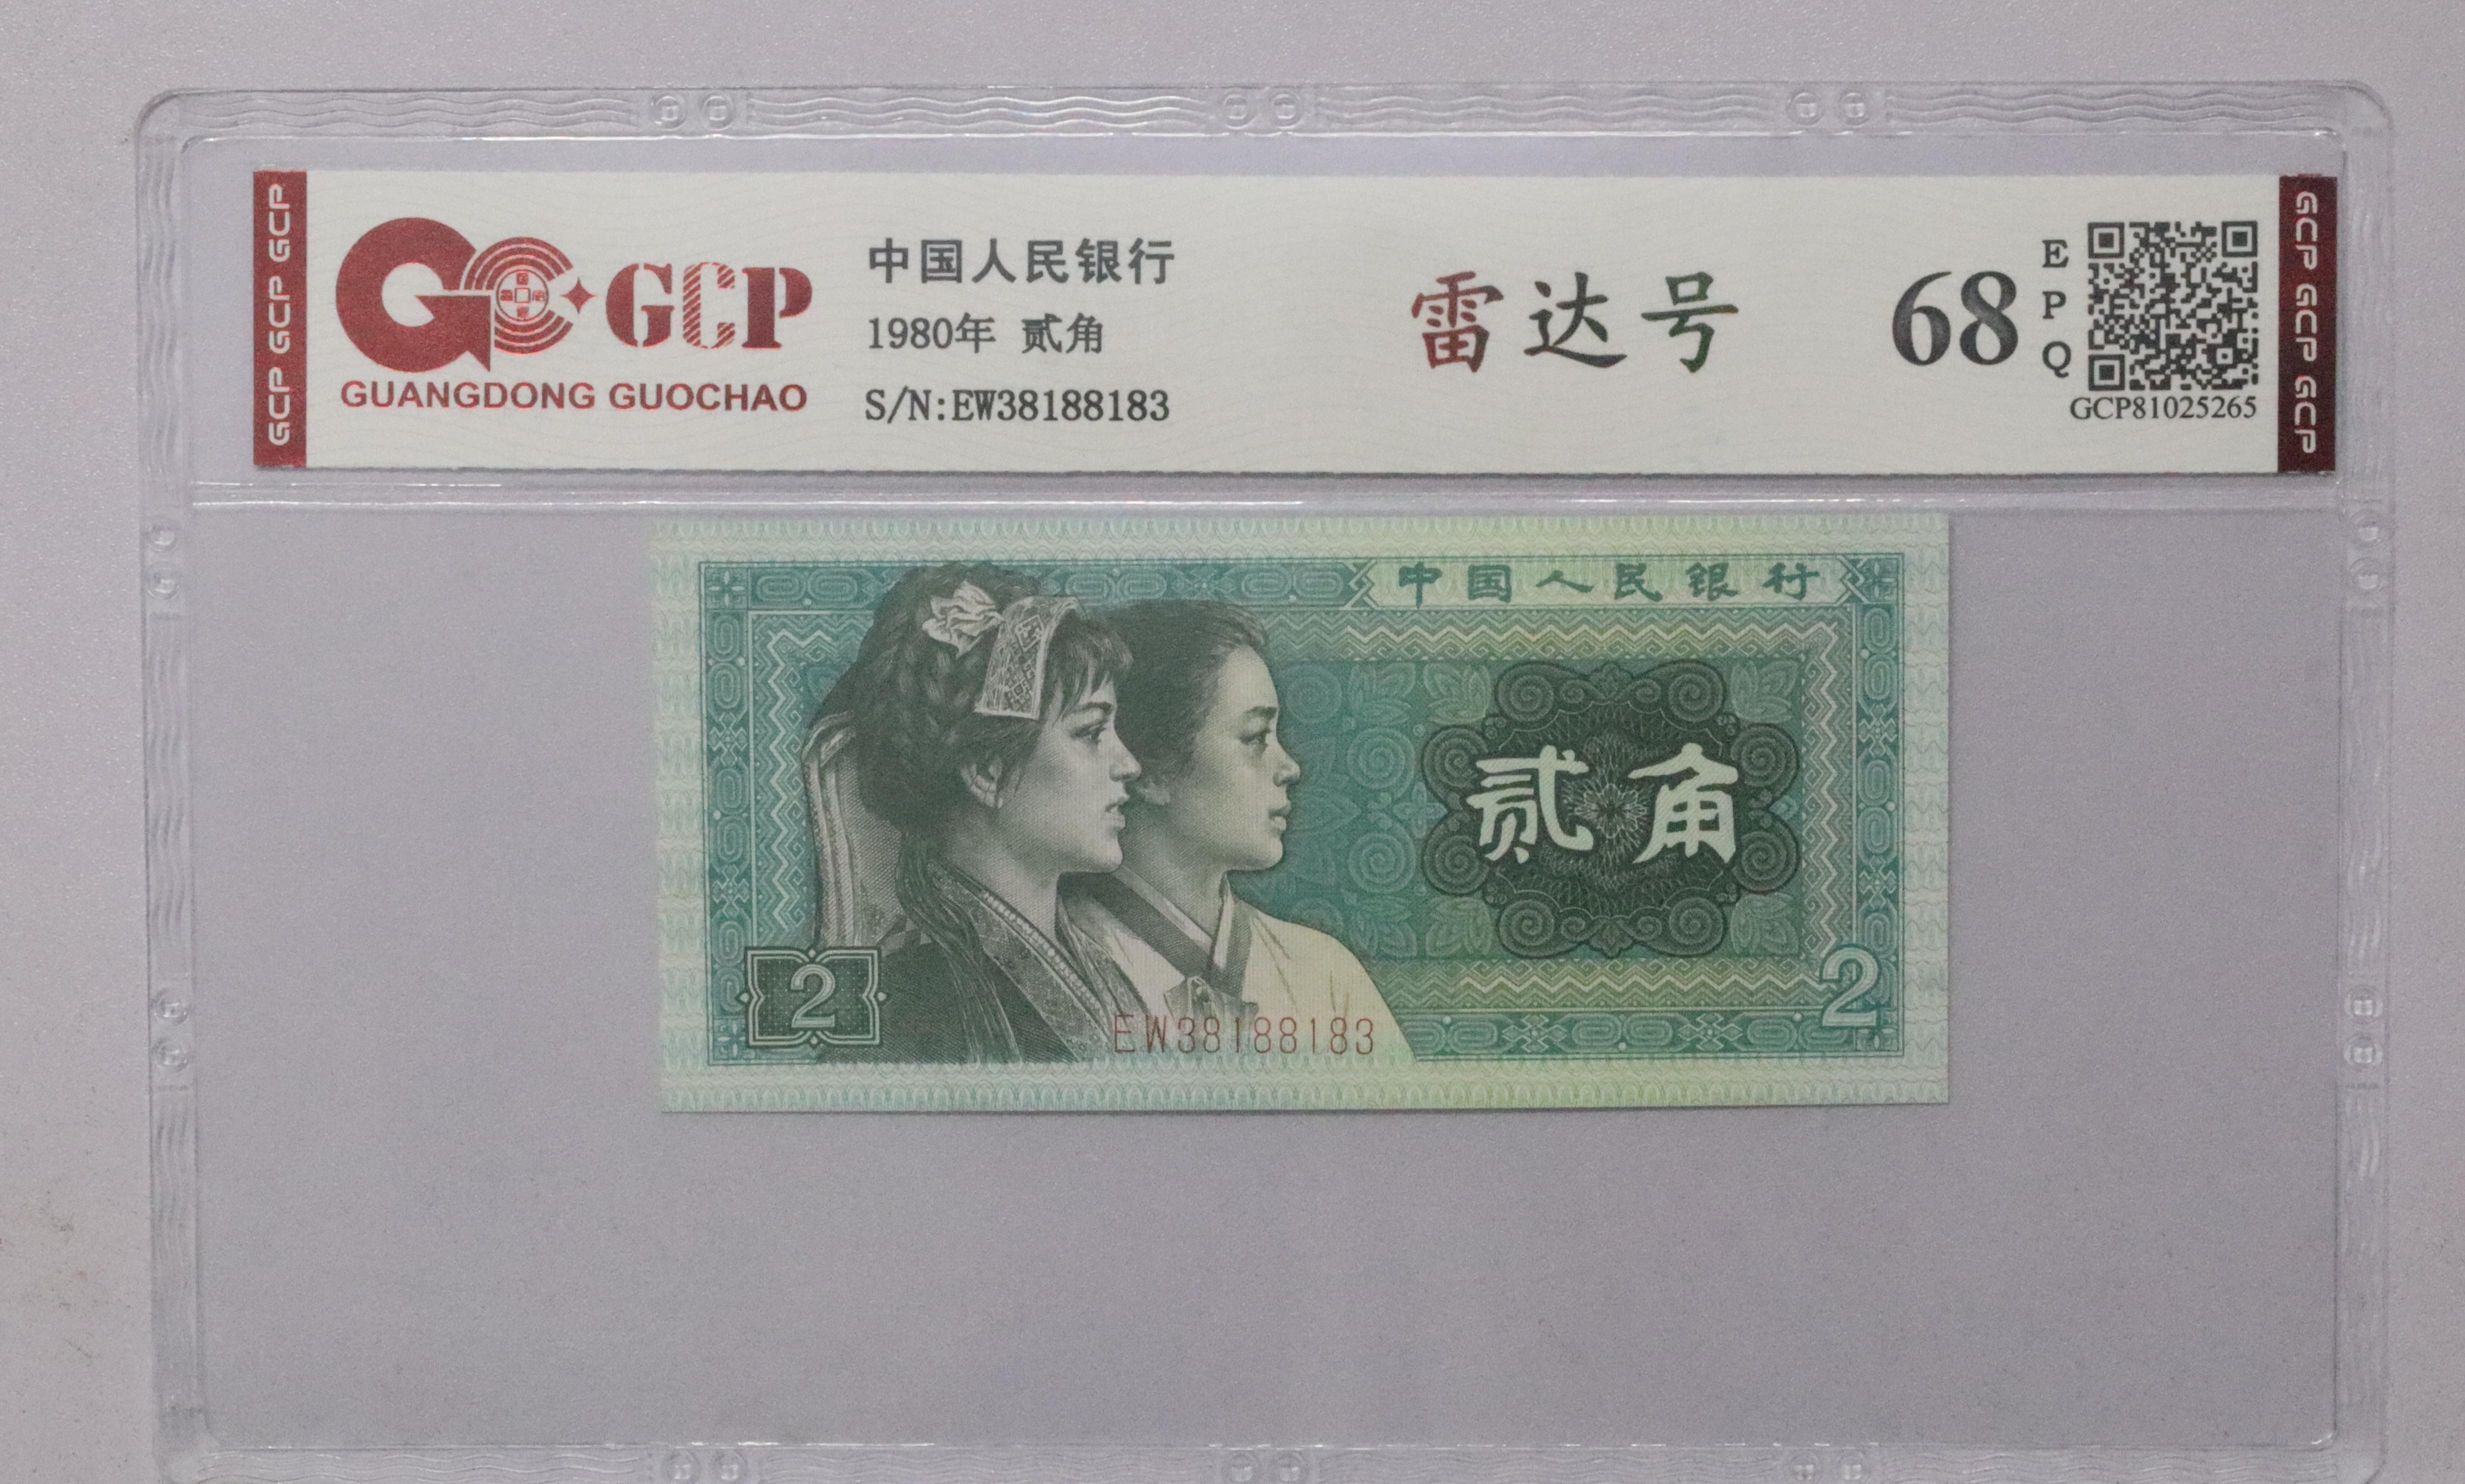 GCP GCP GCP
GCP
GUANGDONG GUOCHAO
中国人民银行
1980年 贰角
S/N:EW38188183
雷达号
68
E
P
Q
GCP81025265
GCP GCP GCP
中国人民银行
贰角
2
EW38188183
2